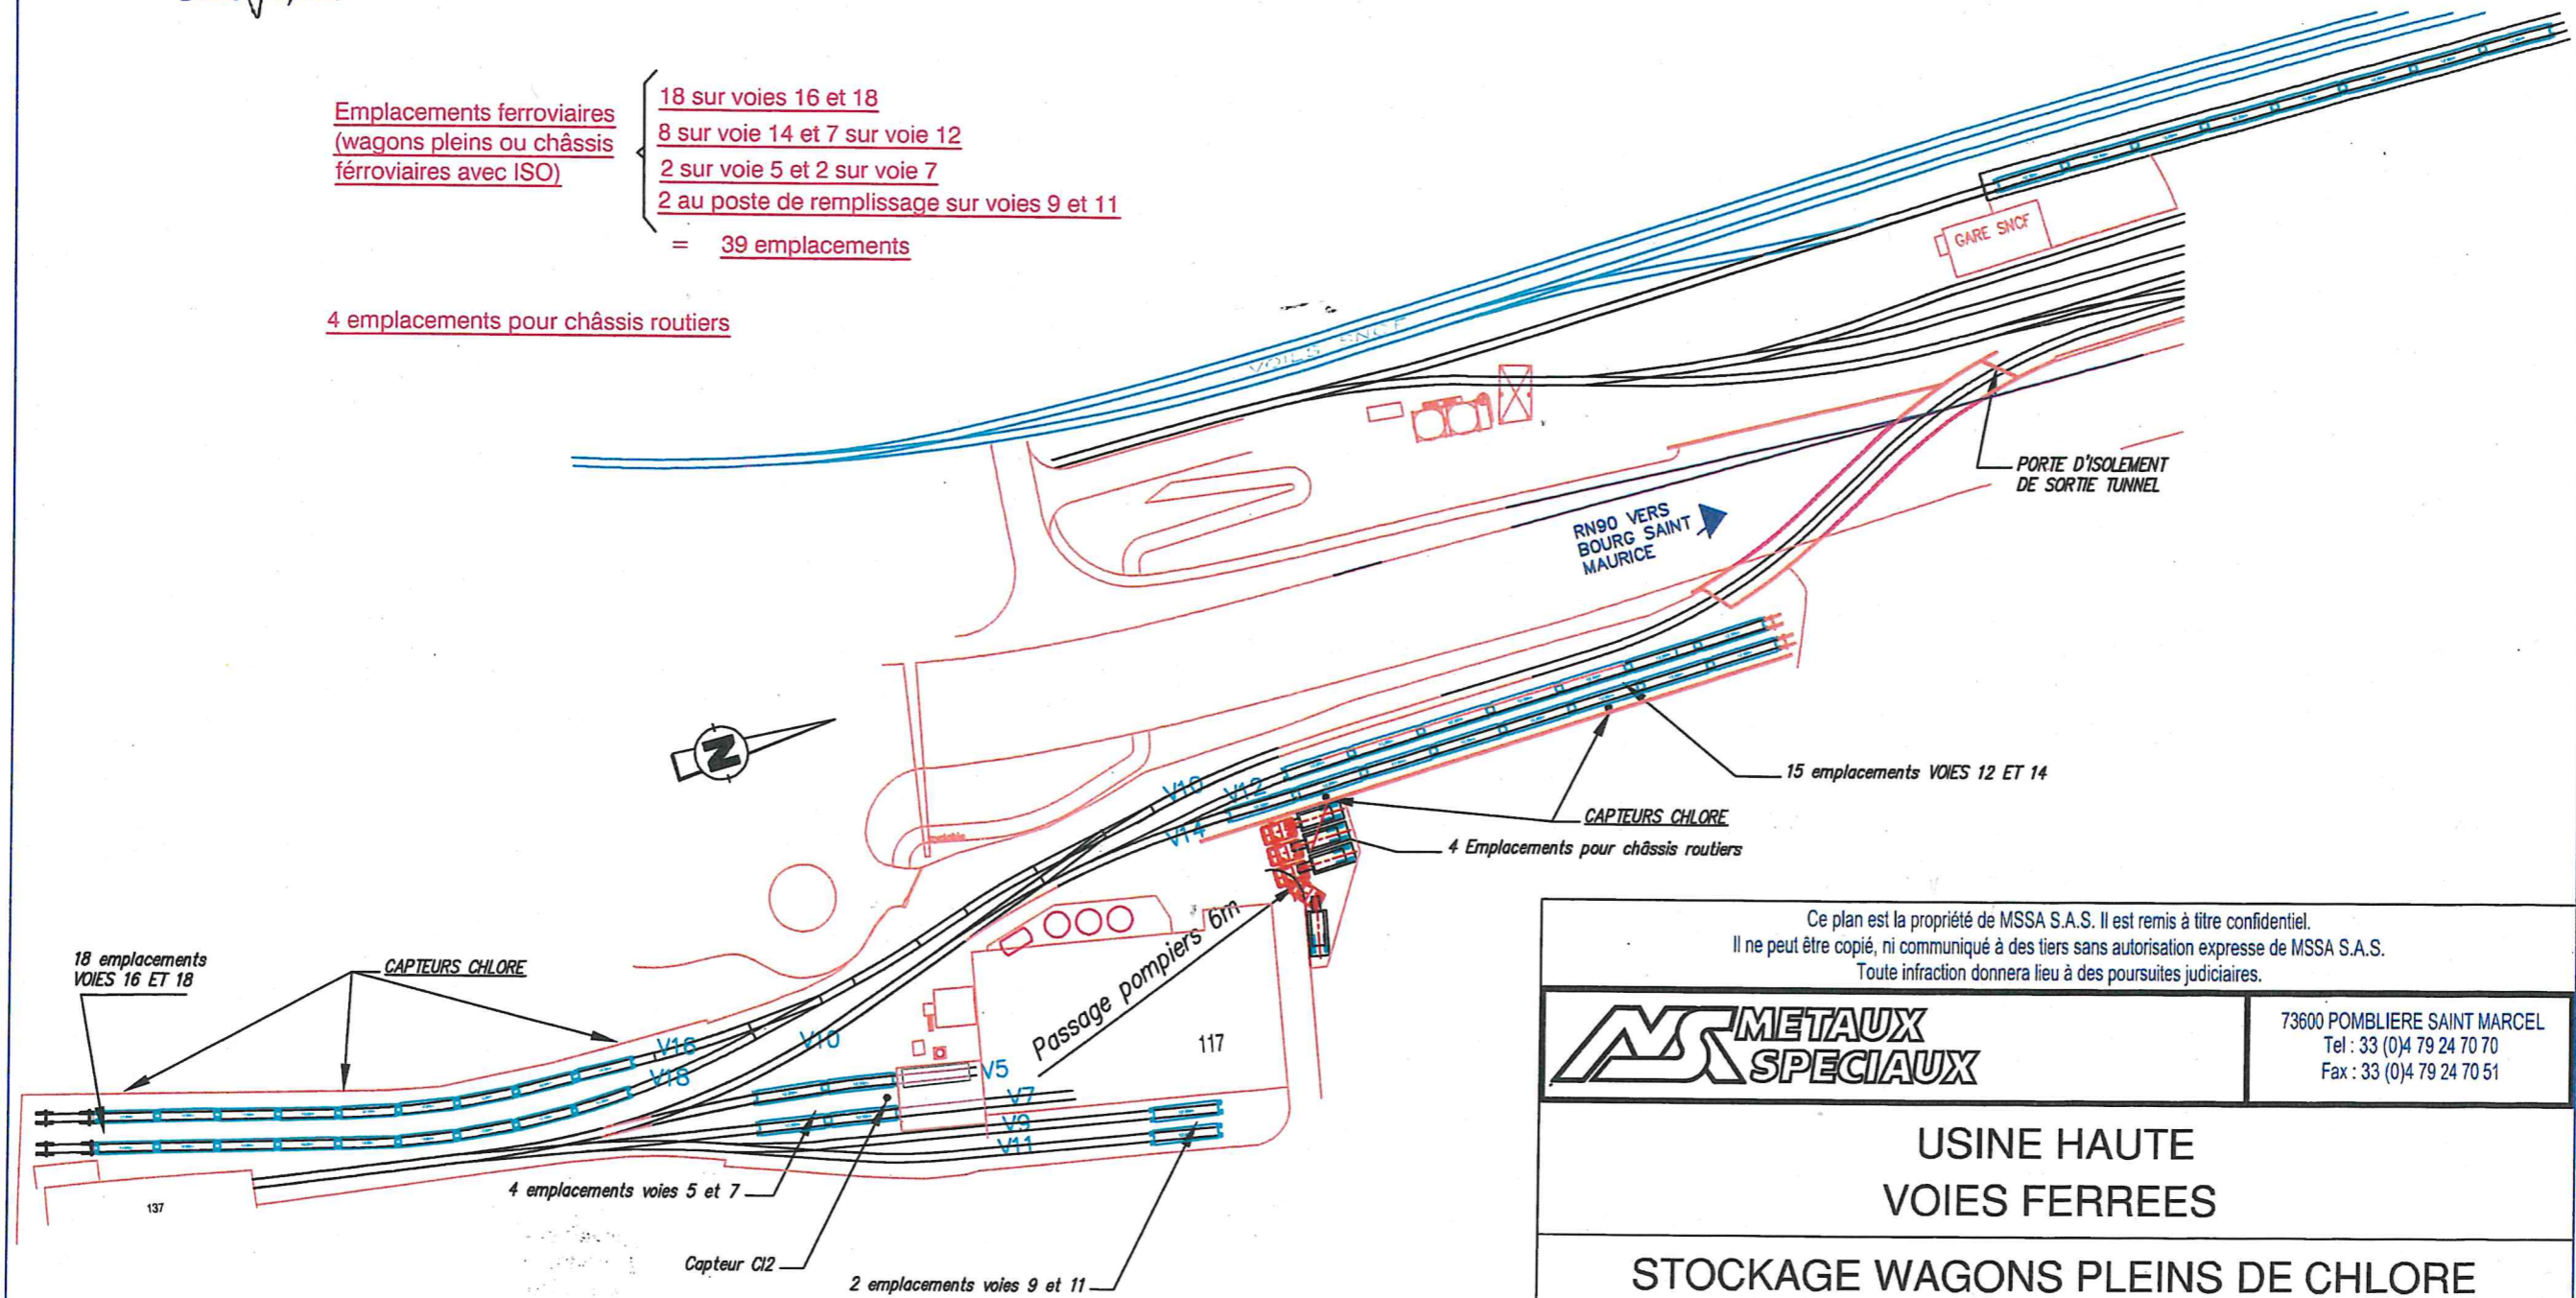 Emplacements ferroviaires
(wagons pleins ou châssis
férroviaires avec ISO)
18 sur voies 16 et 18
8 sur voie 14 et 7 sur voie 12
2 sur voie 5 et 2 sur voie 7
2 au poste de remplissage sur voies 9 et 11
= 39 emplacements
4 emplacements pour châssis routiers
GARE SNCF
PORTE D'ISOLEMENT
DE SORTIE TUNNEL
RN90 VERS
BOURG SAINT
MAURICE
N
15 emplacements VOIES 12 ET 14
CAPTEURS CHLORE
4 Emplacements pour châssis routiers
V10
V12
V14
Passage pompiers 6m
117
18 emplacements
VOIES 16 ET 18
CAPTEURS CHLORE
V16
V18
V10
V5
V7
V9
V11
137
4 emplacements voies 5 et 7
Capteur Cl2
2 emplacements voies 9 et 11
Ce plan est la propriété de MSSA S.A.S. Il est remis à titre confidentiel.
Il ne peut être copié, ni communiqué à des tiers sans autorisation expresse de MSSA S.A.S.
Toute infraction donnera lieu à des poursuites judiciaires.
METAUX
SPECIAUX
73600 POMBLIERE SAINT MARCEL
Tel : 33 (0)4 79 24 70 70
Fax : 33 (0)4 79 24 70 51
USINE HAUTE
VOIES FERREES
STOCKAGE WAGONS PLEINS DE CHLORE